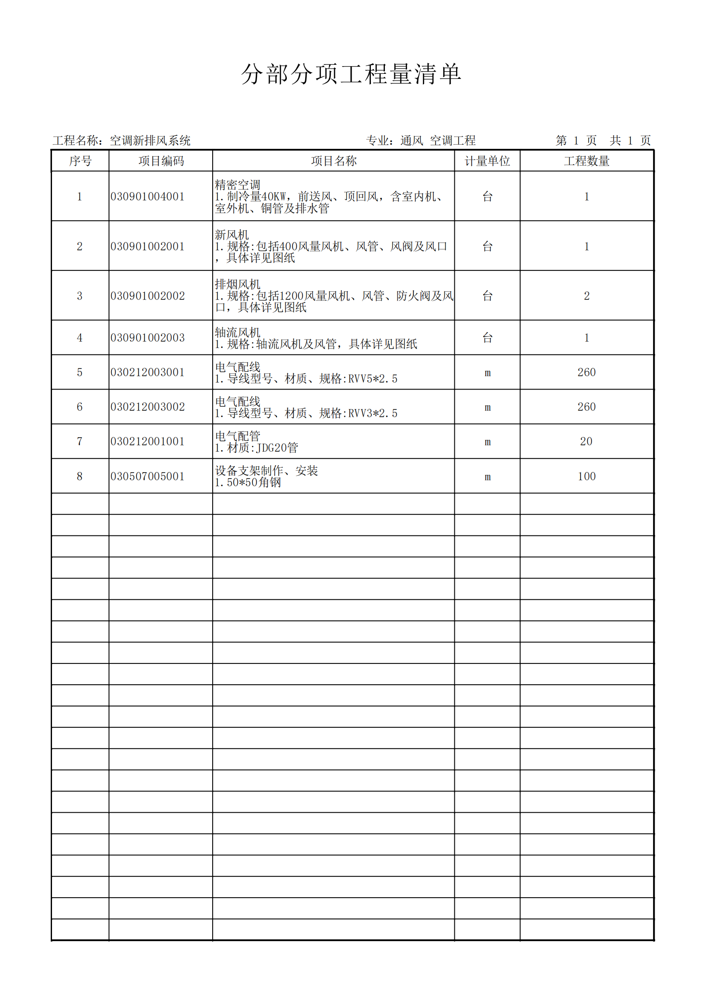 分部分项工程量清单
工程名称：空调新排风系统 专业：通风 空调工程 第 1 页 共 1 页
序号 项目编码 项目名称 计量单位 工程数量
1 030901004001 精密空调
1.制冷量40KW，前送风、顶回风，含室内机、
室外机、铜管及排水管 台 1
2 030901002001 新风机
1.规格:包括400风量风机、风管、风阀及风口
，具体详见图纸 台 1
3 030901002002 排烟风机
1.规格:包括1200风量风机、风管、防火阀及风
口，具体详见图纸 台 2
4 030901002003 轴流风机
1.规格:轴流风机及风管，具体详见图纸 台 1
5 030212003001 电气配线
1.导线型号、材质、规格:RVV5*2.5 m 260
6 030212003002 电气配线
1.导线型号、材质、规格:RVV3*2.5 m 260
7 030212001001 电气配管
1.材质:JDG20管 m 20
8 030507005001 设备支架制作、安装
1.50*50角钢 m 100